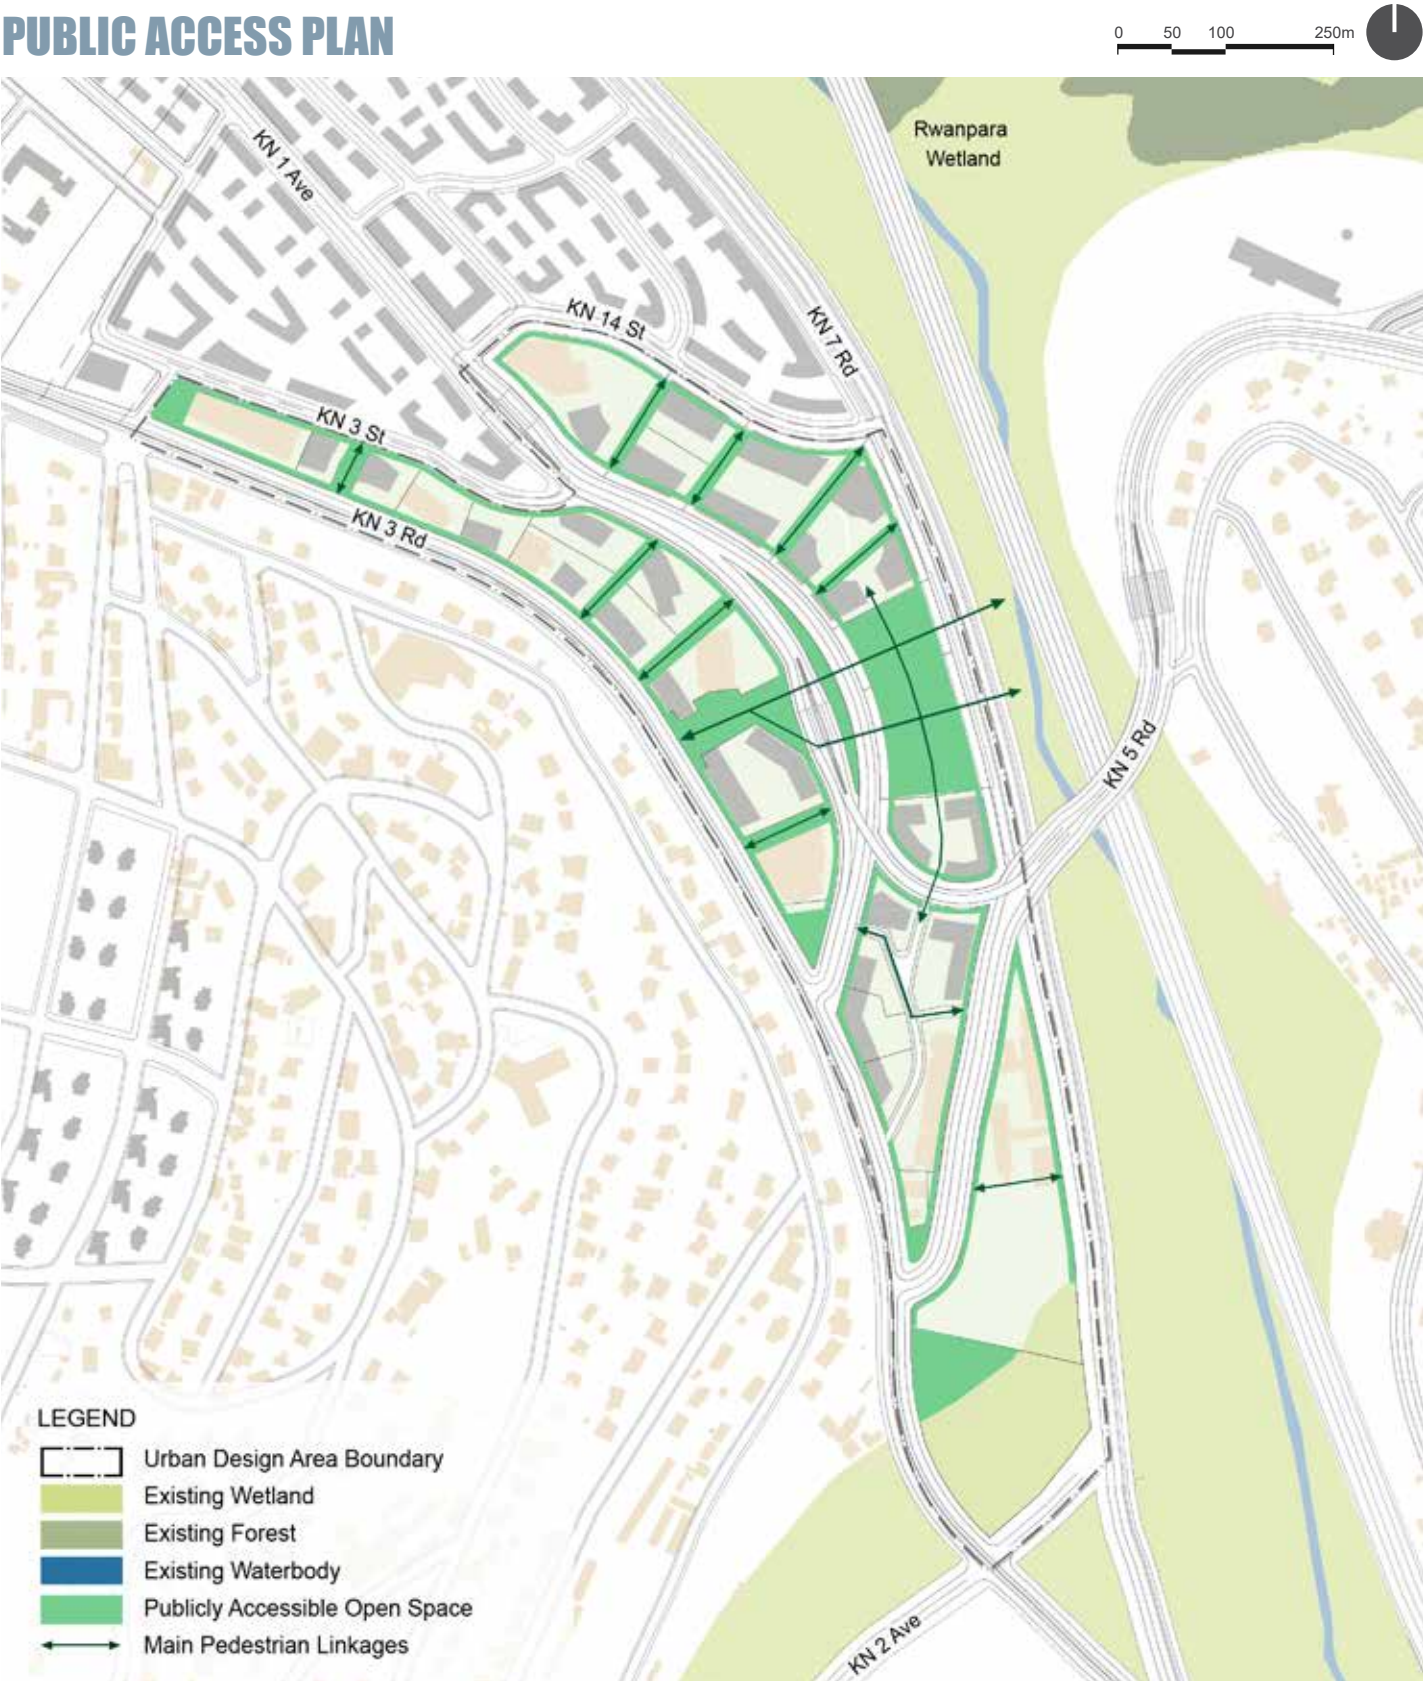 PUBLIC ACCESS PLAN
0 50 100 250m
Rwanpara
Wetland
KN 1 Ave
KN 14 St
KN 7 Rd
KN 3 St
KN 3 Rd
KN 5 Rd
KN 2 Ave
LEGEND
Urban Design Area Boundary
Existing Wetland
Existing Forest
Existing Waterbody
Publicly Accessible Open Space
Main Pedestrian Linkages